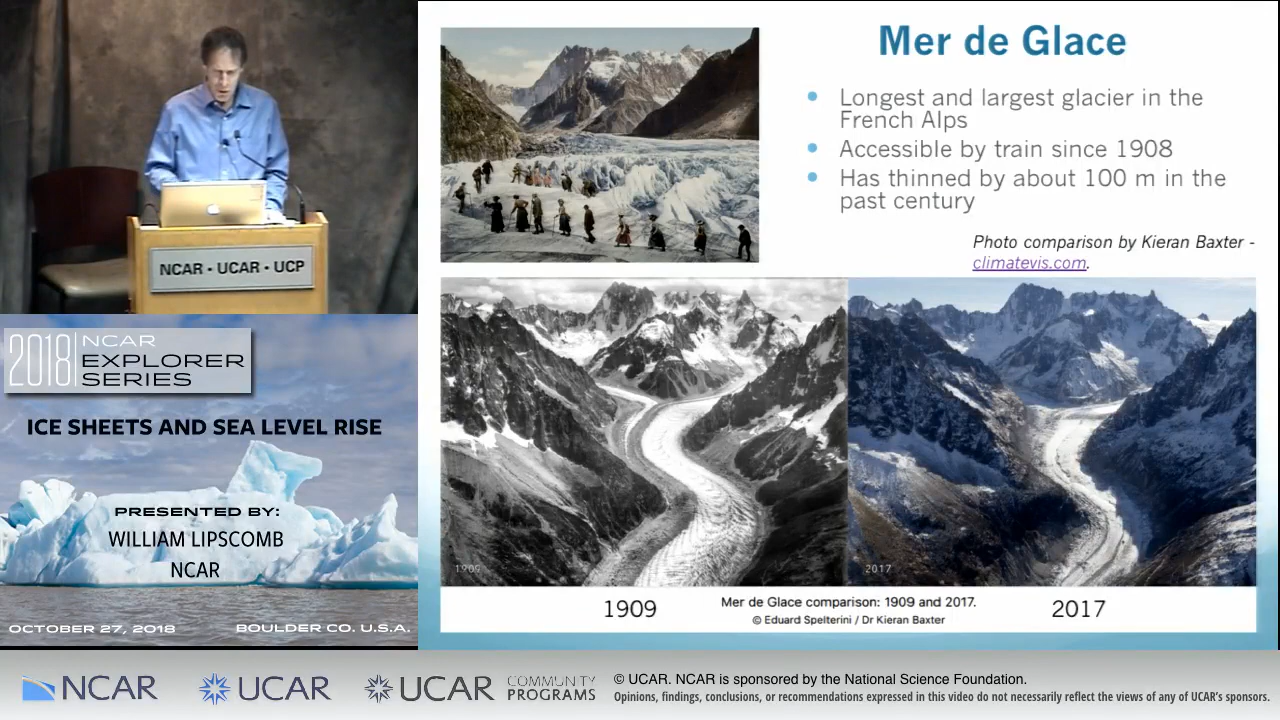 NCAR • UCAR • UCP
2018 NCAR
EXPLORER
SERIES
ICE SHEETS AND SEA LEVEL RISE
PRESENTED BY:
WILLIAM LIPSCOMB
NCAR
OCTOBER 27, 2018 BOULDER CO. U.S.A.
Mer de Glace
• Longest and largest glacier in the
French Alps
• Accessible by train since 1908
• Has thinned by about 100 m in the
past century
Photo comparison by Kieran Baxter -
climatevis.com.
1909 2017
1909 Mer de Glace comparison: 1909 and 2017. 2017
© Eduard Spelterini / Dr Kieran Baxter
NCAR UCAR UCAR COMMUNITY
PROGRAMS
© UCAR. NCAR is sponsored by the National Science Foundation.
Opinions, findings, conclusions, or recommendations expressed in this video do not necessarily reflect the views of any of UCAR's sponsors.